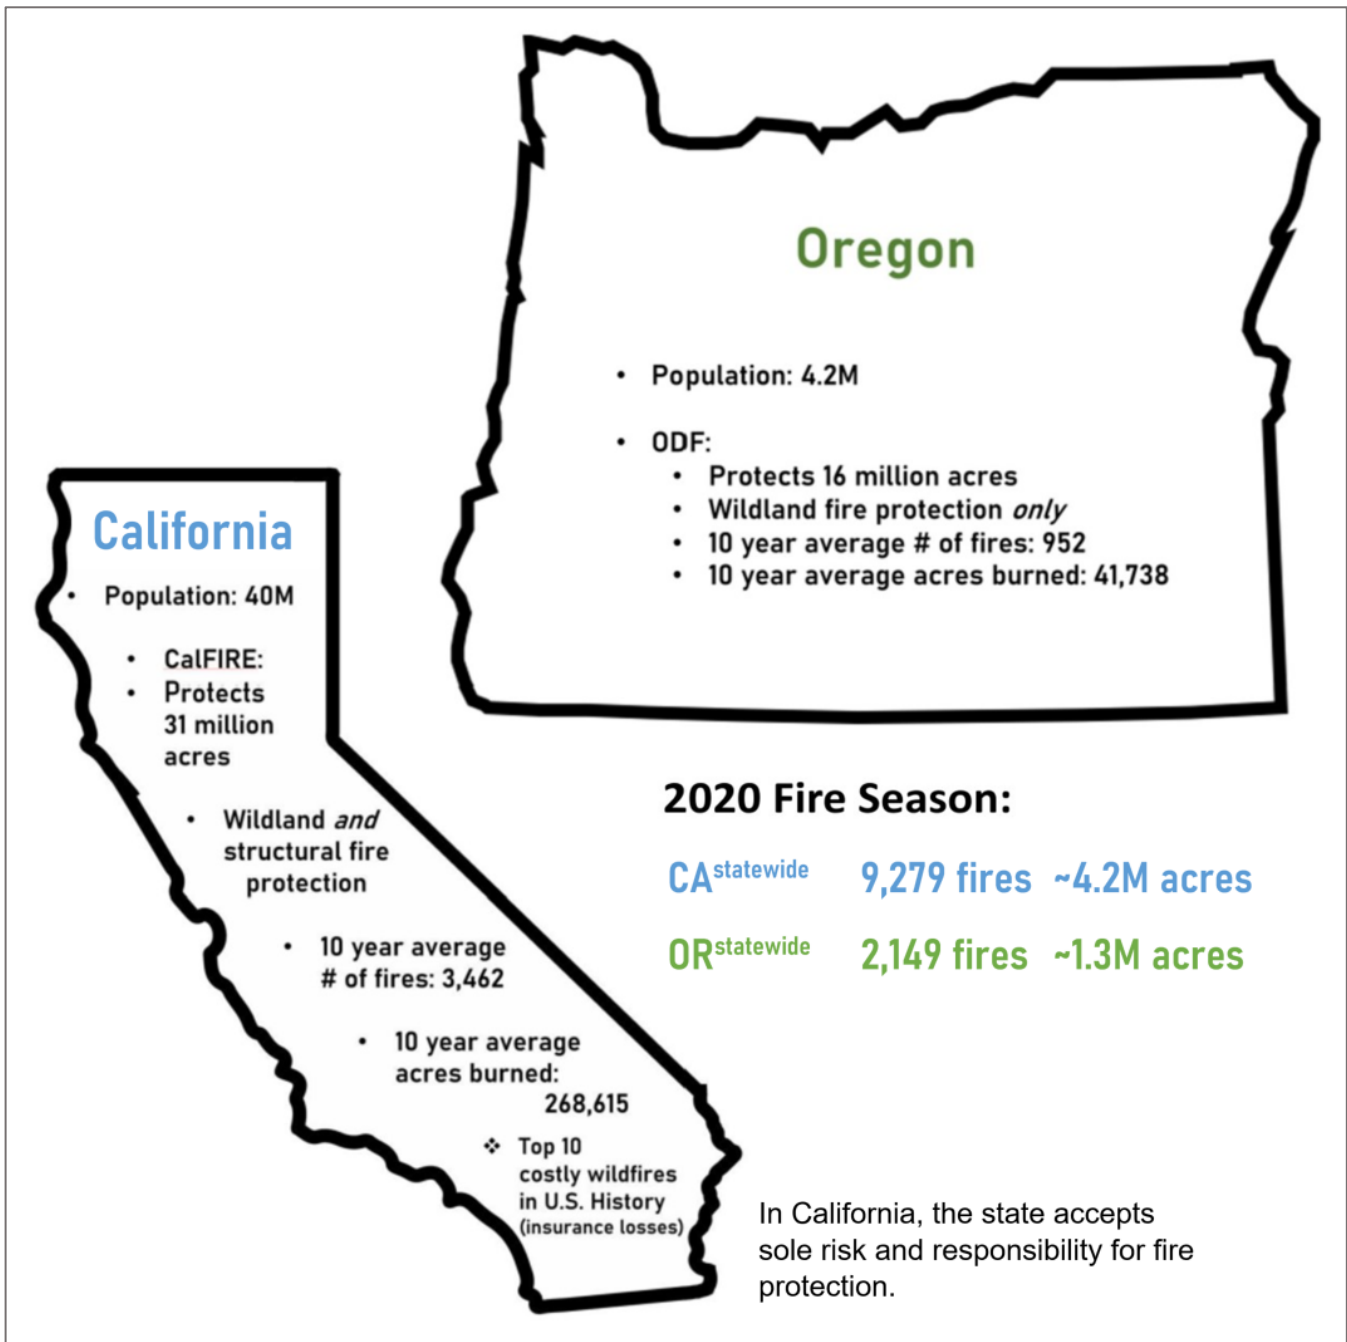 Oregon
• Population: 4.2M
• ODF:
• Protects 16 million acres
• Wildland fire protection only
• 10 year average # of fires: 952
• 10 year average acres burned: 41,738
California
• Population: 40M
• CalFIRE:
• Protects
31 million
acres
• Wildland and
structural fire
protection
• 10 year average
# of fires: 3,462
• 10 year average
acres burned:
268,615
❖ Top 10
costly wildfires
in U.S. History
(insurance losses)
2020 Fire Season:
CA statewide 9,279 fires ~4.2M acres
OR statewide 2,149 fires ~1.3M acres
In California, the state accepts
sole risk and responsibility for fire
protection.